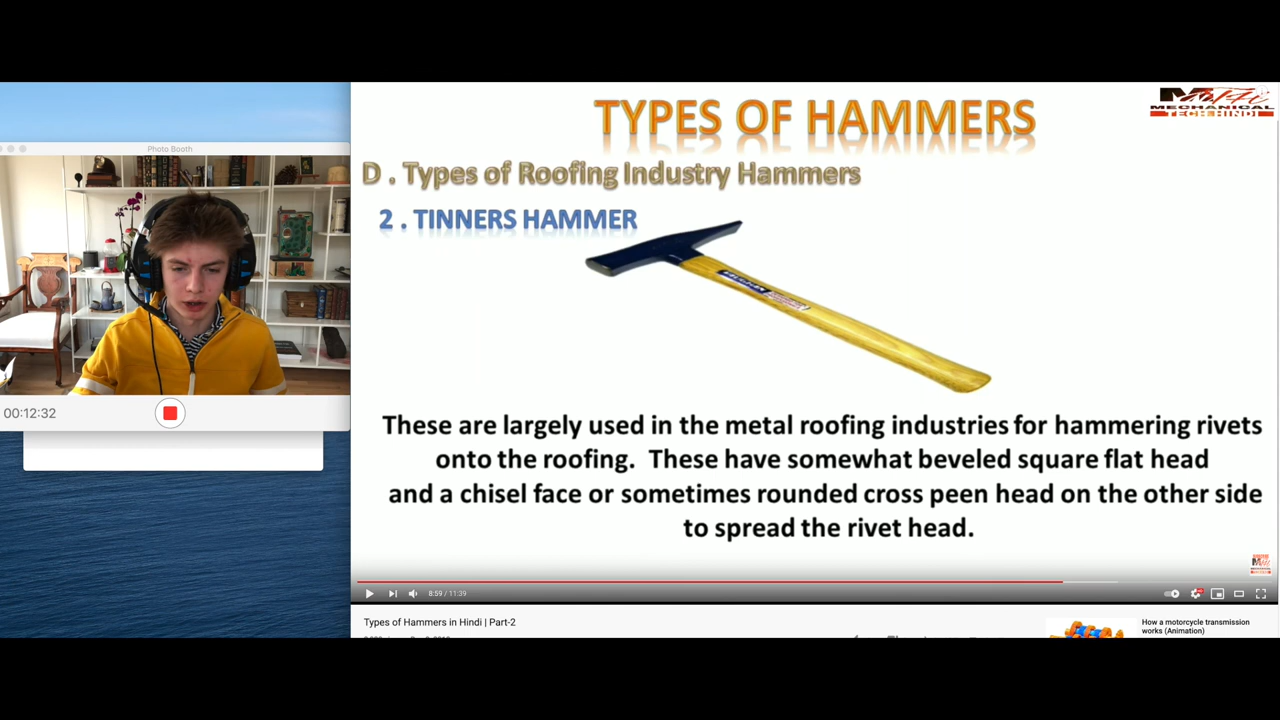 Photo Booth
00:12:32
TYPES OF HAMMERS
MECHANICAL
TECH HINDI
D . Types of Roofing Industry Hammers
2 . TINNERS HAMMER
These are largely used in the metal roofing industries for hammering rivets
onto the roofing. These have somewhat beveled square flat head
and a chisel face or sometimes rounded cross peen head on the other side
to spread the rivet head.
8:59 / 11:39
Types of Hammers in Hindi | Part-2
How a motorcycle transmission
works (Animation)